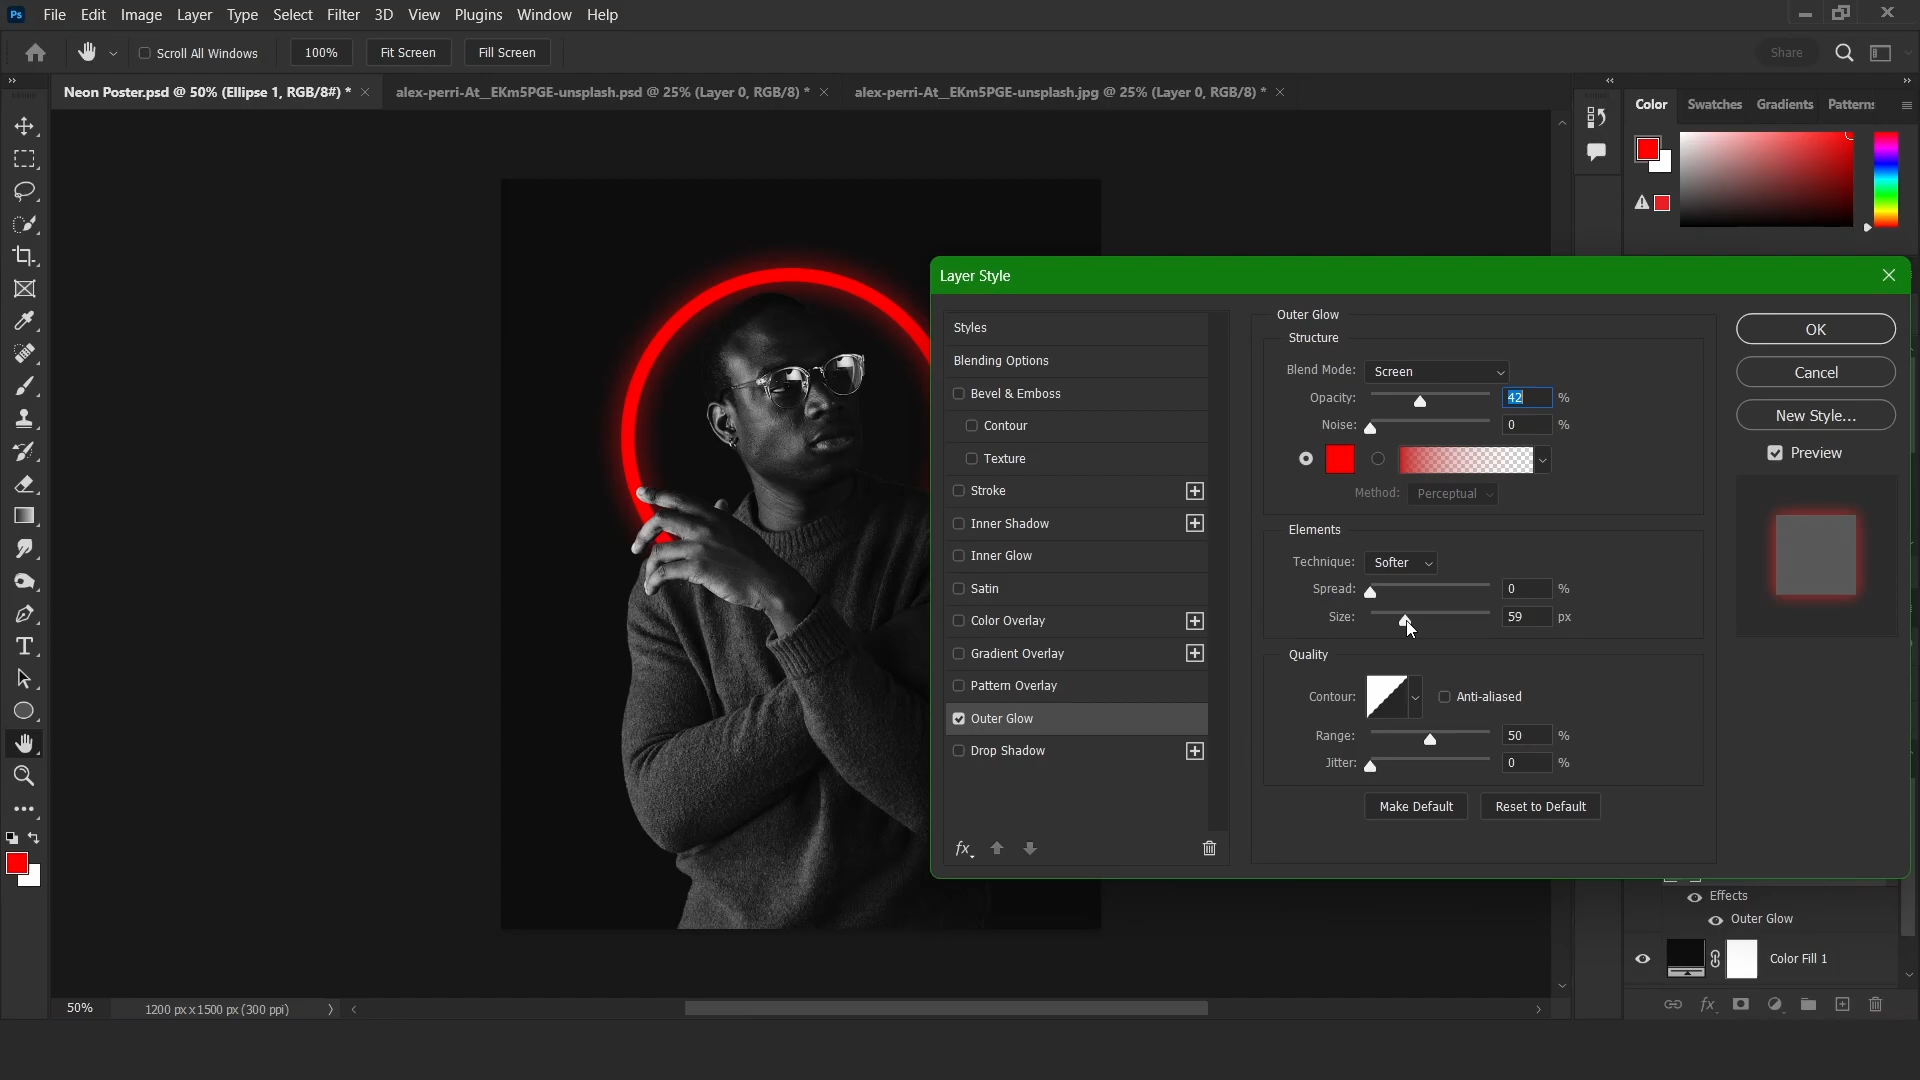 Ps File Edit Image Layer Type Select Filter 3D View Plugins Window Help
Scroll All Windows 100% Fit Screen Fill Screen Share
Neon Poster.psd @ 50% (Ellipse 1, RGB/8#) * alex-perri-At__EKm5PGE-unsplash.psd @ 25% (Layer 0, RGB/8) * alex-perri-At__EKm5PGE-unsplash.jpg @ 25% (Layer 0, RGB/8) *
Color Swatches Gradients Patterns
Layer Style
Styles
Blending Options
Bevel & Emboss
Contour
Texture
Stroke
Inner Shadow
Inner Glow
Satin
Color Overlay
Gradient Overlay
Pattern Overlay
Outer Glow
Drop Shadow
fx
Outer Glow
Structure
Blend Mode: Screen
Opacity: 42 %
Noise: 0 %
Method: Perceptual
Elements
Technique: Softer
Spread: 0 %
Size: 59 px
Quality
Contour: Anti-aliased
Range: 50 %
Jitter: 0 %
Make Default Reset to Default
OK
Cancel
New Style...
Preview
Effects
Outer Glow
Color Fill 1
fx
50% 1200 px x 1500 px (300 ppi)
T